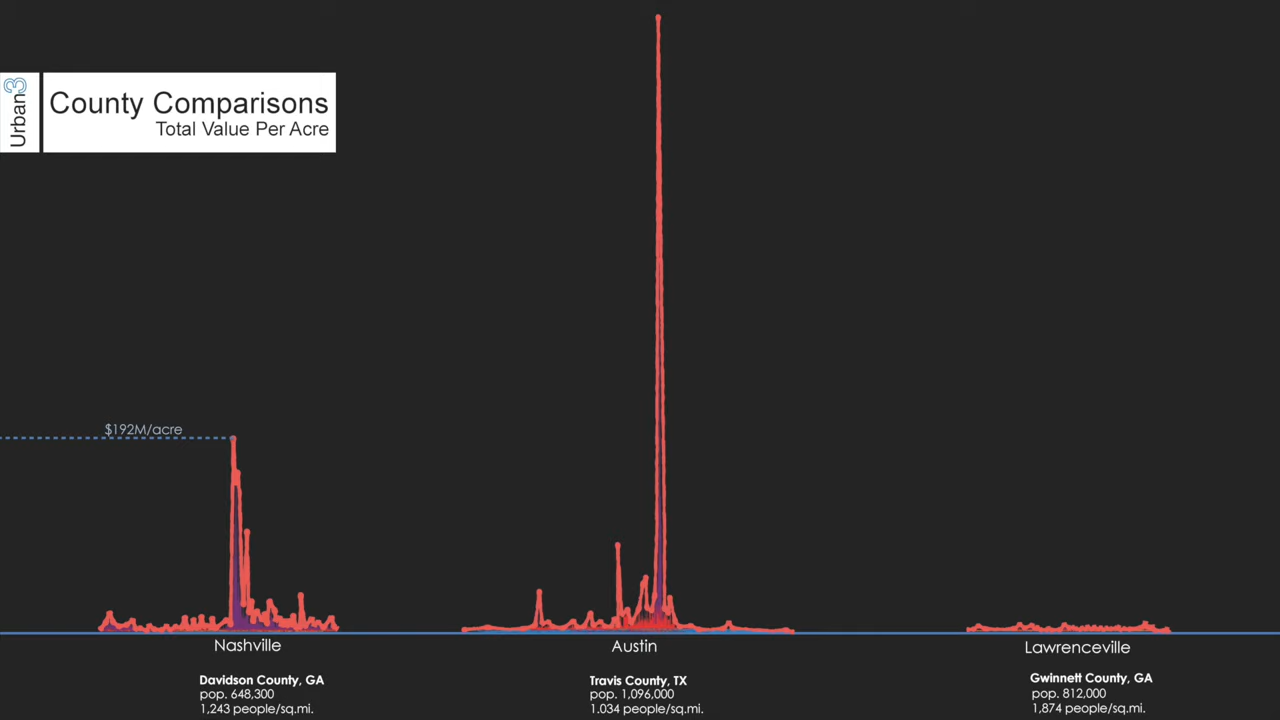 Urban3
County Comparisons
Total Value Per Acre
$192M/acre
Nashville
Davidson County, GA
pop. 648,300
1,243 people/sq.mi.
Austin
Travis County, TX
pop. 1,096,000
1.034 people/sq.mi.
Lawrenceville
Gwinnett County, GA
pop. 812,000
1,874 people/sq.mi.